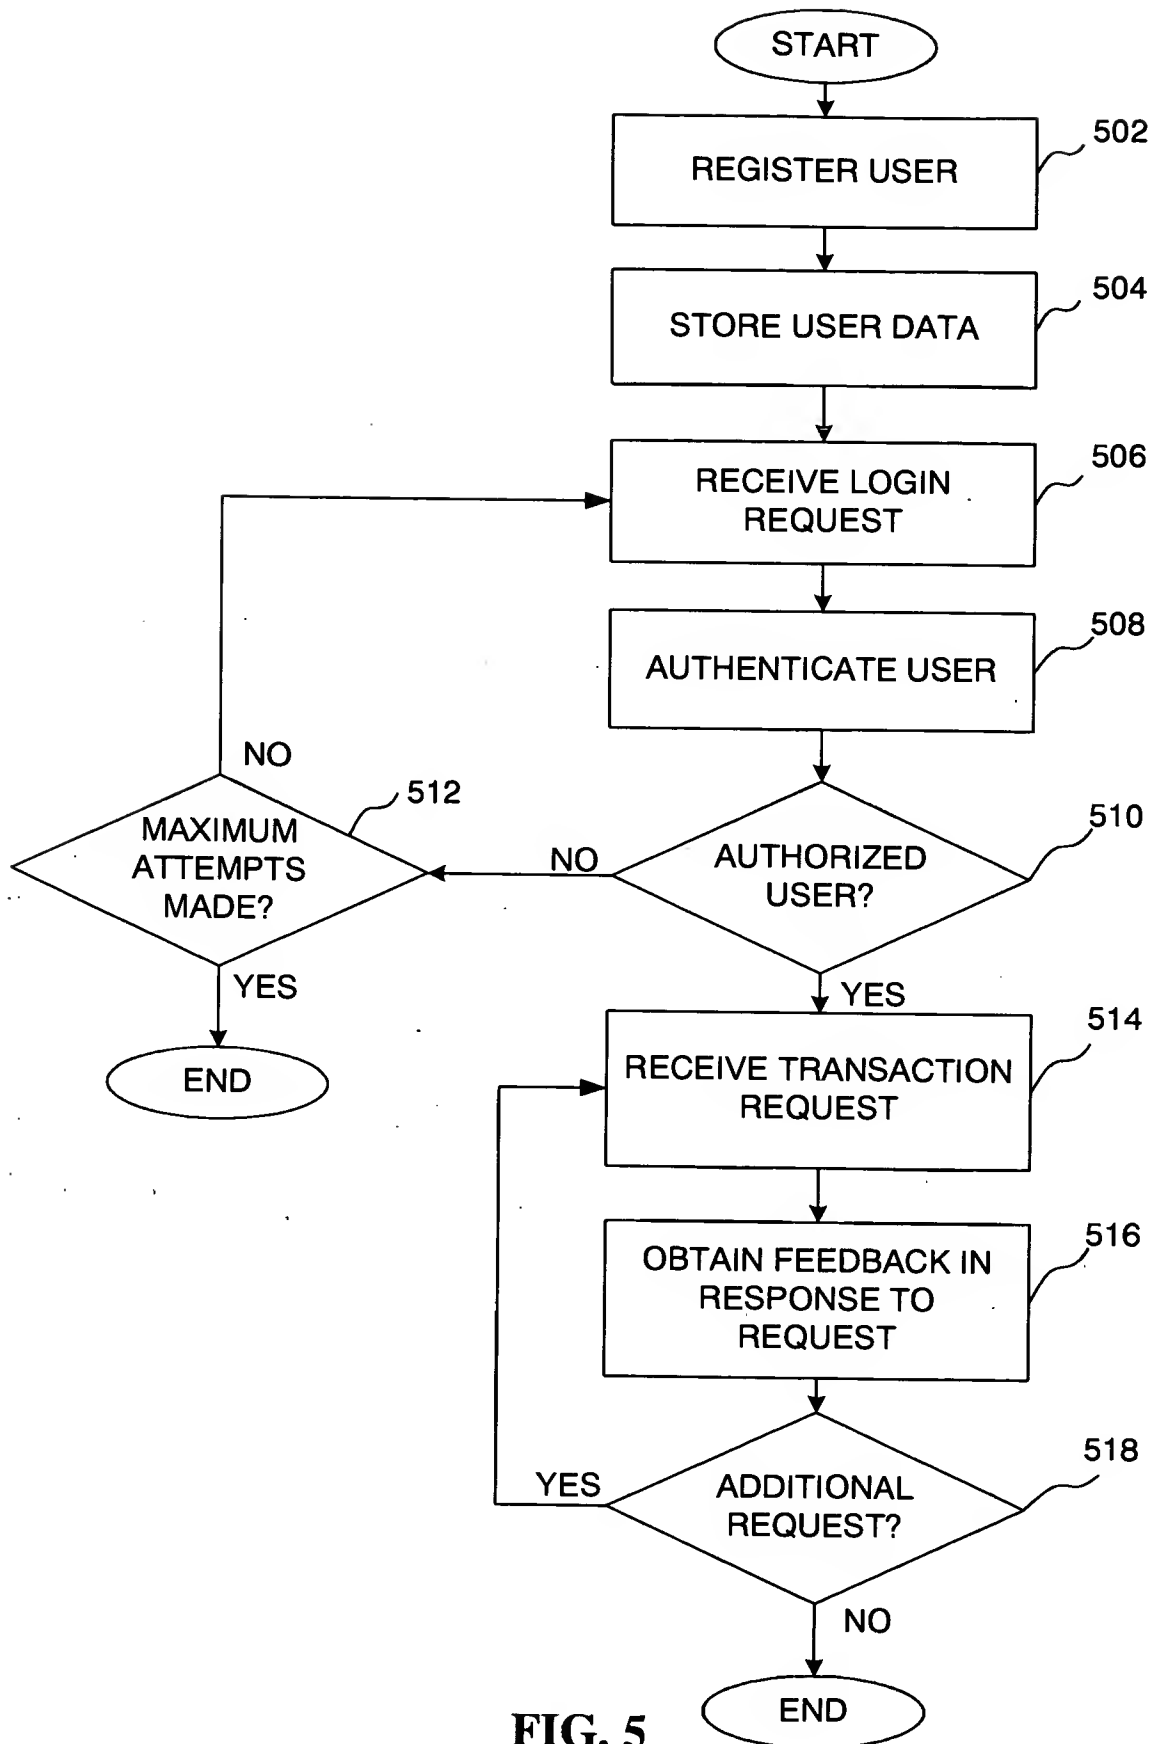 START
502
REGISTER USER
504
STORE USER DATA
506
RECEIVE LOGIN
REQUEST
508
AUTHENTICATE USER
NO
512
MAXIMUM
ATTEMPTS
MADE?
NO
510
AUTHORIZED
USER?
YES
YES
END
514
RECEIVE TRANSACTION
REQUEST
516
OBTAIN FEEDBACK IN
RESPONSE TO
REQUEST
518
YES
ADDITIONAL
REQUEST?
NO
END
FIG. 5